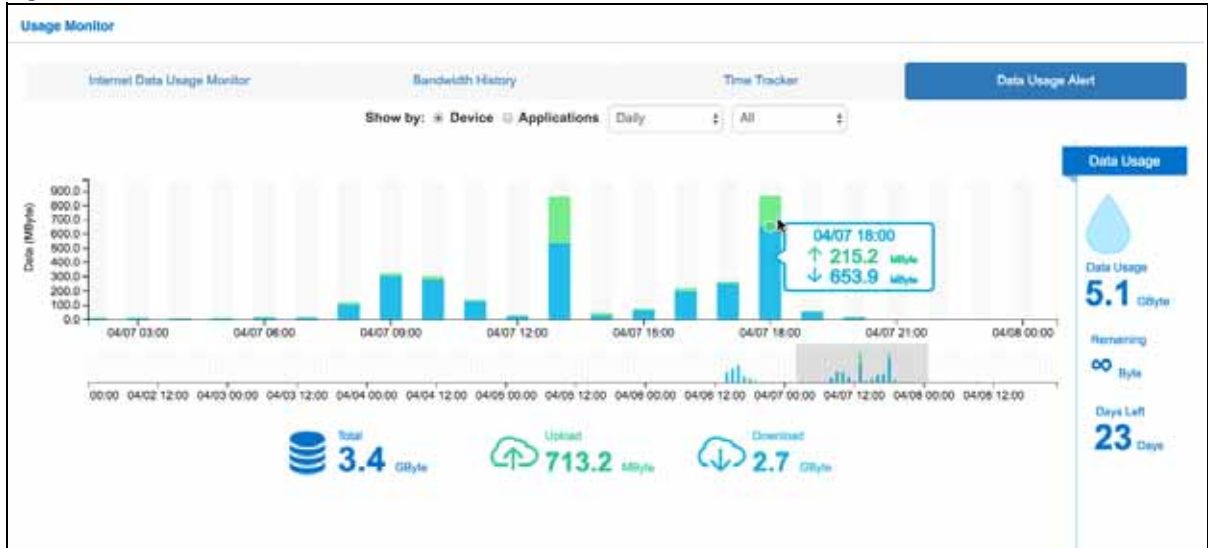 Usage Monitor
Internet Data Usage Monitor Bandwidth History Time Tracker Data Usage Alert
Show by: Device Applications Daily All
Data Usage
Data (MByte)
900.0
800.0
700.0
600.0
500.0
400.0
300.0
200.0
100.0
0.0
04/07 18:00
↑ 215.2 MByte
↓ 653.9 MByte
04/07 03:00 04/07 06:00 04/07 09:00 04/07 12:00 04/07 15:00 04/07 18:00 04/07 21:00 04/08 00:00
00:00 04/02 12:00 04/03 00:00 04/03 12:00 04/04 00:00 04/04 12:00 04/05 00:00 04/05 12:00 04/06 00:00 04/06 12:00 04/07 00:00 04/07 12:00 04/08 00:00 04/08 12:00
Total
3.4 GByte
Upload
713.2 MByte
Download
2.7 GByte
Data Usage
5.1 GByte
Remaining
∞ Byte
Days Left
23 Days